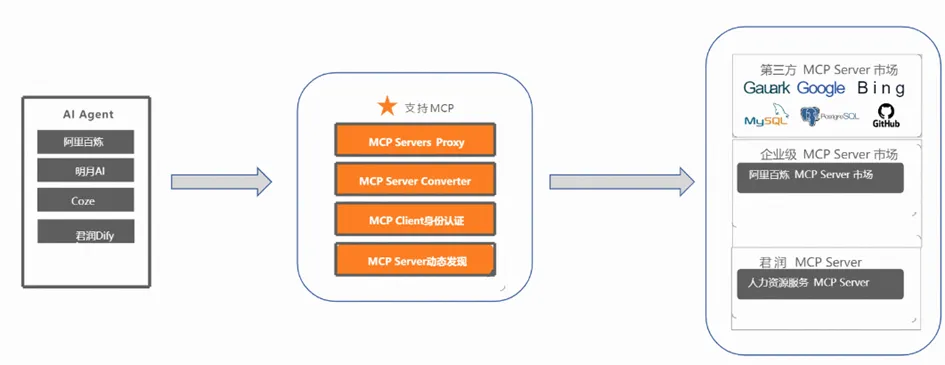 AI Agent
阿里百炼
明月AI
Coze
君润Dify
支持MCP
MCP Servers Proxy
MCP Server Converter
MCP Client身份认证
MCP Server动态发现
第三方 MCP Server 市场
Gauark Google Bing
MySQL PostgreSQL GitHub
企业级 MCP Server 市场
阿里百炼 MCP Server 市场
君润 MCP Server
人力资源服务 MCP Server